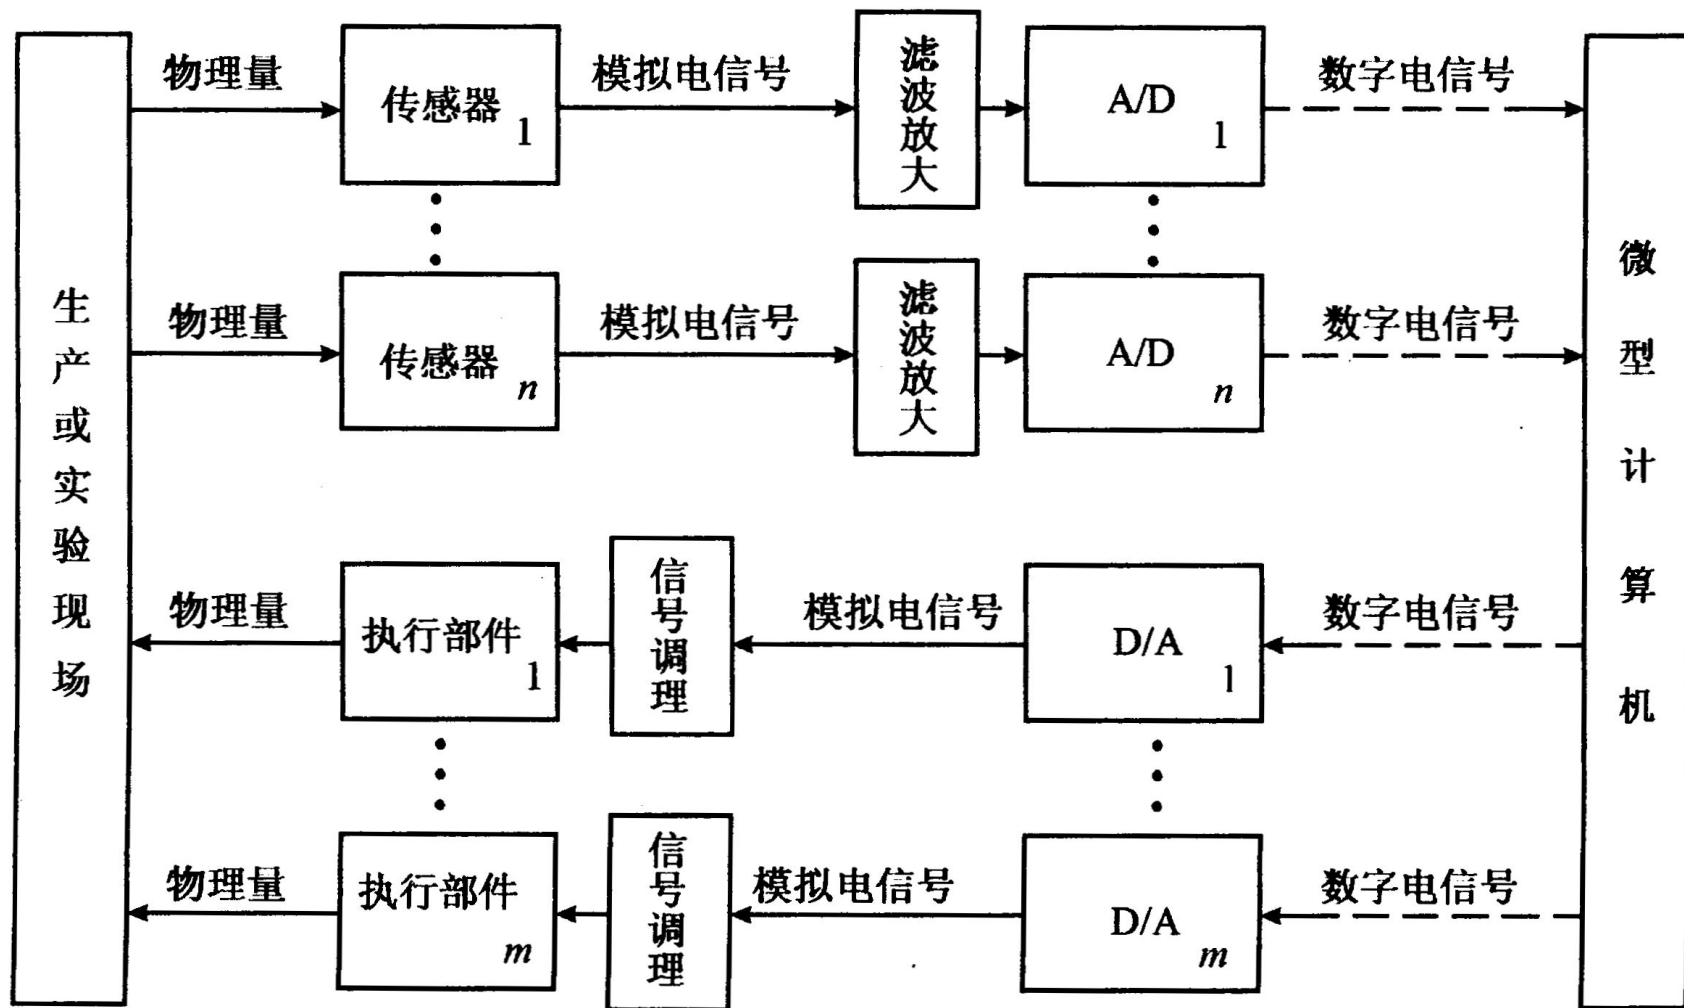 生产或实验现场
物理量
传感器
1
模拟电信号
滤波放大
A/D
1
数字电信号
物理量
传感器
n
模拟电信号
滤波放大
A/D
n
数字电信号
物理量
执行部件
1
信号调理
模拟电信号
D/A
1
数字电信号
物理量
执行部件
m
信号调理
模拟电信号
D/A
m
数字电信号
微型计算机